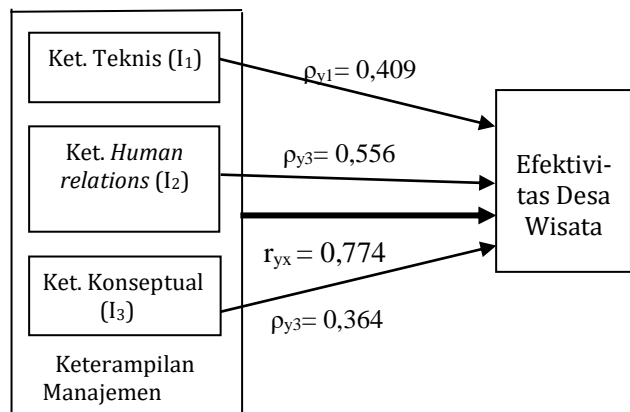 Ket. Teknis (I₁)
ρy1= 0,409
Ket. Human
relations (I₂)
ρy3= 0,556
Efektivi-
tas Desa
Wisata
ryx = 0,774
Ket. Konseptual
(I₃)
ρy3= 0,364
Keterampilan
Manajemen